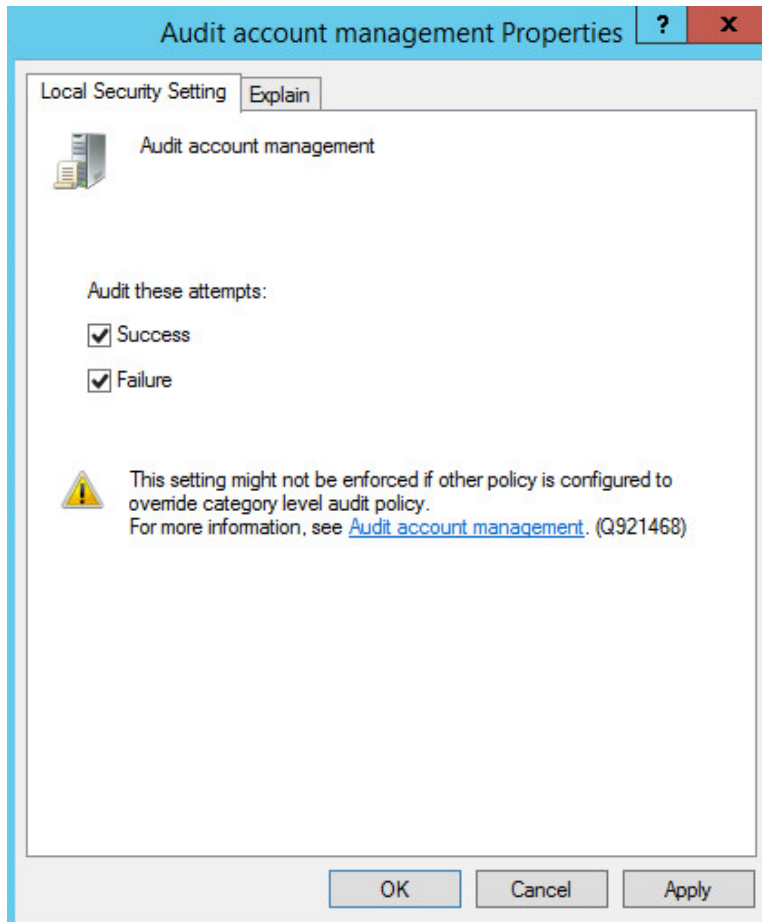 Audit account management Properties
?
x
Local Security Setting
Explain
Audit account management
Audit these attempts:
Success
Failure
This setting might not be enforced if other policy is configured to
override category level audit policy.
For more information, see Audit account management. (Q921468)
OK
Cancel
Apply